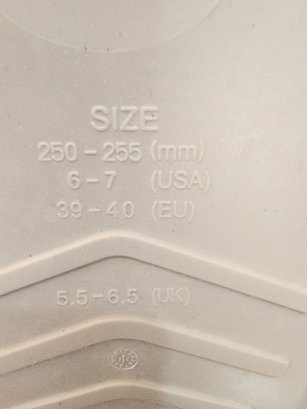 SIZE
250-255 (mm)
6-7 (USA)
39-40 (EU)
5.5-6.5 (UK)